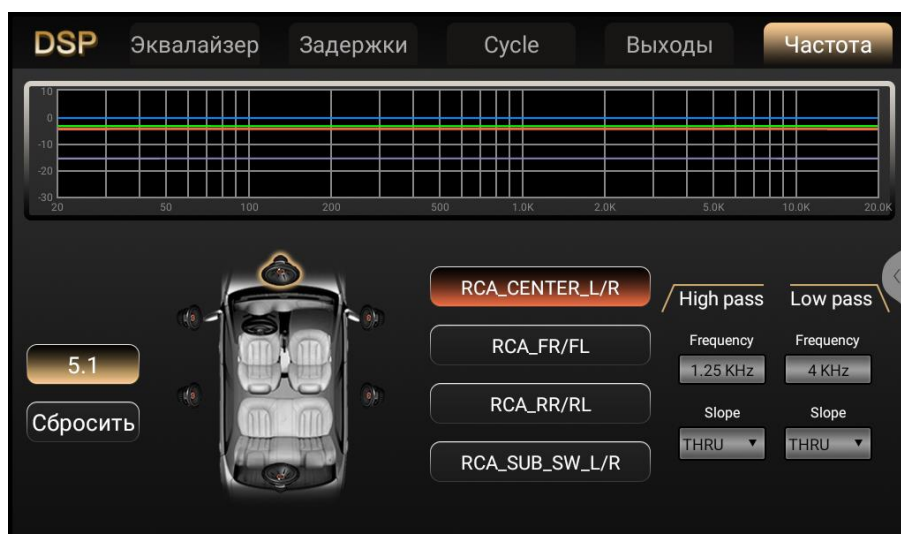 DSP Эквалайзер Задержки Cycle Выходы Частота
10
0
-10
-20
-30
20 50 100 200 500 1.0K 2.0K 5.0K 10.0K 20.0K
RCA_CENTER_L/R
High pass Low pass
RCA_FR/FL
Frequency Frequency
5.1
1.25 KHz 4 KHz
RCA_RR/RL
Сбросить
Slope Slope
THRU THRU
RCA_SUB_SW_L/R